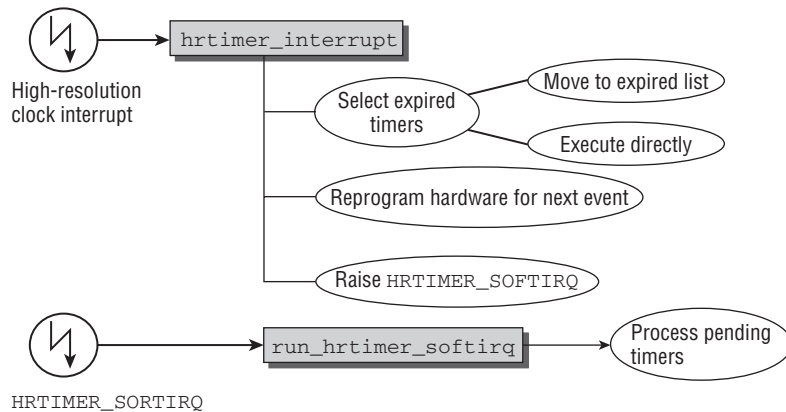 hrtimer_interrupt
High-resolution
clock interrupt
Select expired
timers
Move to expired list
Execute directly
Reprogram hardware for next event
Raise HRTIMER_SOFTIRQ
run_hrtimer_softirq
Process pending
timers
HRTIMER_SORTIRQ